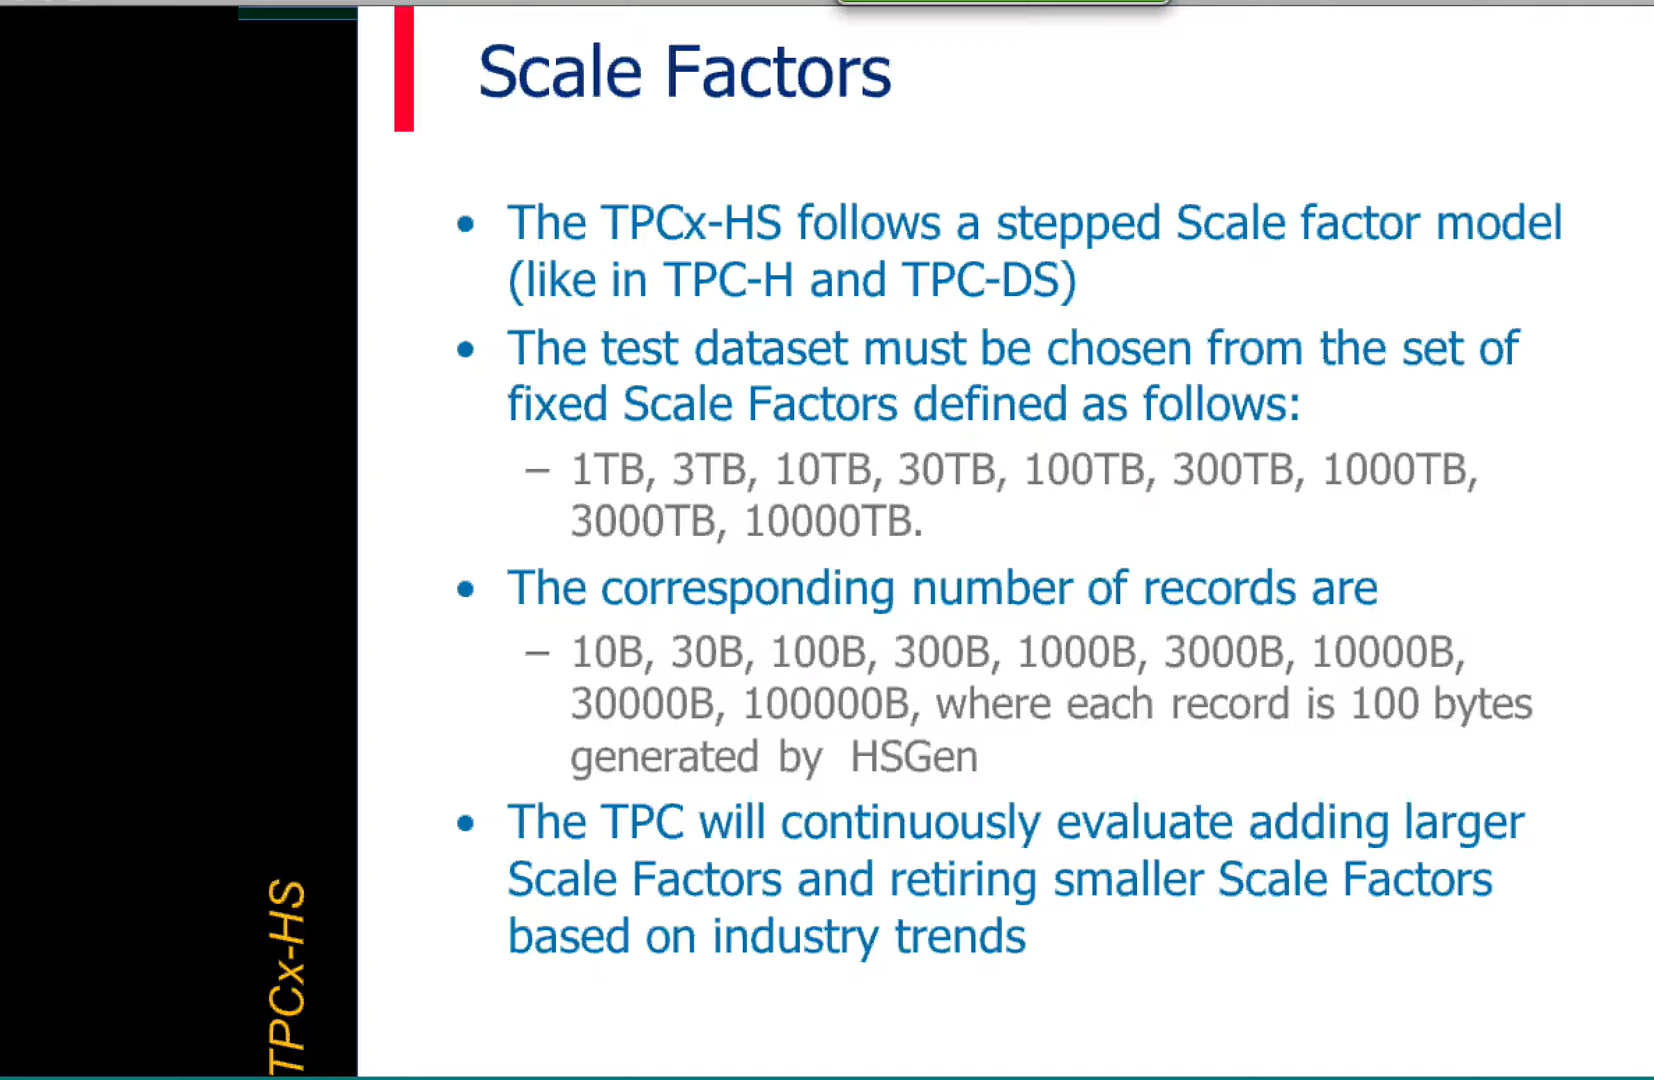 Scale Factors
• The TPCx-HS follows a stepped Scale factor model
(like in TPC-H and TPC-DS)
• The test dataset must be chosen from the set of
fixed Scale Factors defined as follows:
– 1TB, 3TB, 10TB, 30TB, 100TB, 300TB, 1000TB,
3000TB, 10000TB.
• The corresponding number of records are
– 10B, 30B, 100B, 300B, 1000B, 3000B, 10000B,
30000B, 100000B, where each record is 100 bytes
generated by HSGen
• The TPC will continuously evaluate adding larger
Scale Factors and retiring smaller Scale Factors
based on industry trends
TPCx-HS